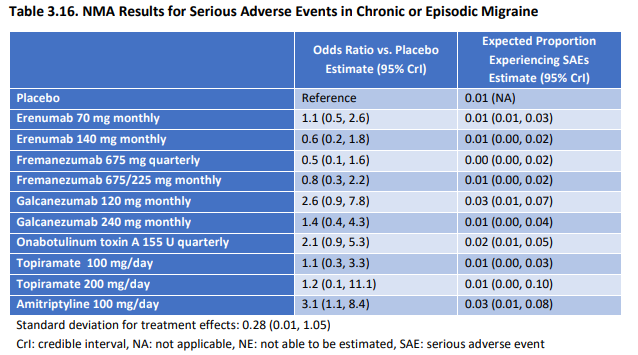 Table 3.16. NMA Results for Serious Adverse Events in Chronic or Episodic Migraine
Odds Ratio vs. Placebo Estimate (95% CrI) Expected Proportion Experiencing SAEs Estimate (95% CrI)
Placebo Reference 0.01 (NA)
Erenumab 70 mg monthly 1.1 (0.5, 2.6) 0.01 (0.01, 0.03)
Erenumab 140 mg monthly 0.6 (0.2, 1.8) 0.01 (0.00, 0.02)
Fremanezumab 675 mg quarterly 0.5 (0.1, 1.6) 0.00 (0.00, 0.02)
Fremanezumab 675/225 mg monthly 0.8 (0.3, 2.2) 0.01 (0.00, 0.02)
Galcanezumab 120 mg monthly 2.6 (0.9, 7.8) 0.03 (0.01, 0.07)
Galcanezumab 240 mg monthly 1.4 (0.4, 4.3) 0.01 (0.00, 0.04)
Onabotulinum toxin A 155 U quarterly 2.1 (0.9, 5.3) 0.02 (0.01, 0.05)
Topiramate 100 mg/day 1.1 (0.3, 3.3) 0.01 (0.00, 0.03)
Topiramate 200 mg/day 1.2 (0.1, 11.1) 0.01 (0.00, 0.10)
Amitriptyline 100 mg/day 3.1 (1.1, 8.4) 0.03 (0.01, 0.08)
Standard deviation for treatment effects: 0.28 (0.01, 1.05)
CrI: credible interval, NA: not applicable, NE: not able to be estimated, SAE: serious adverse event